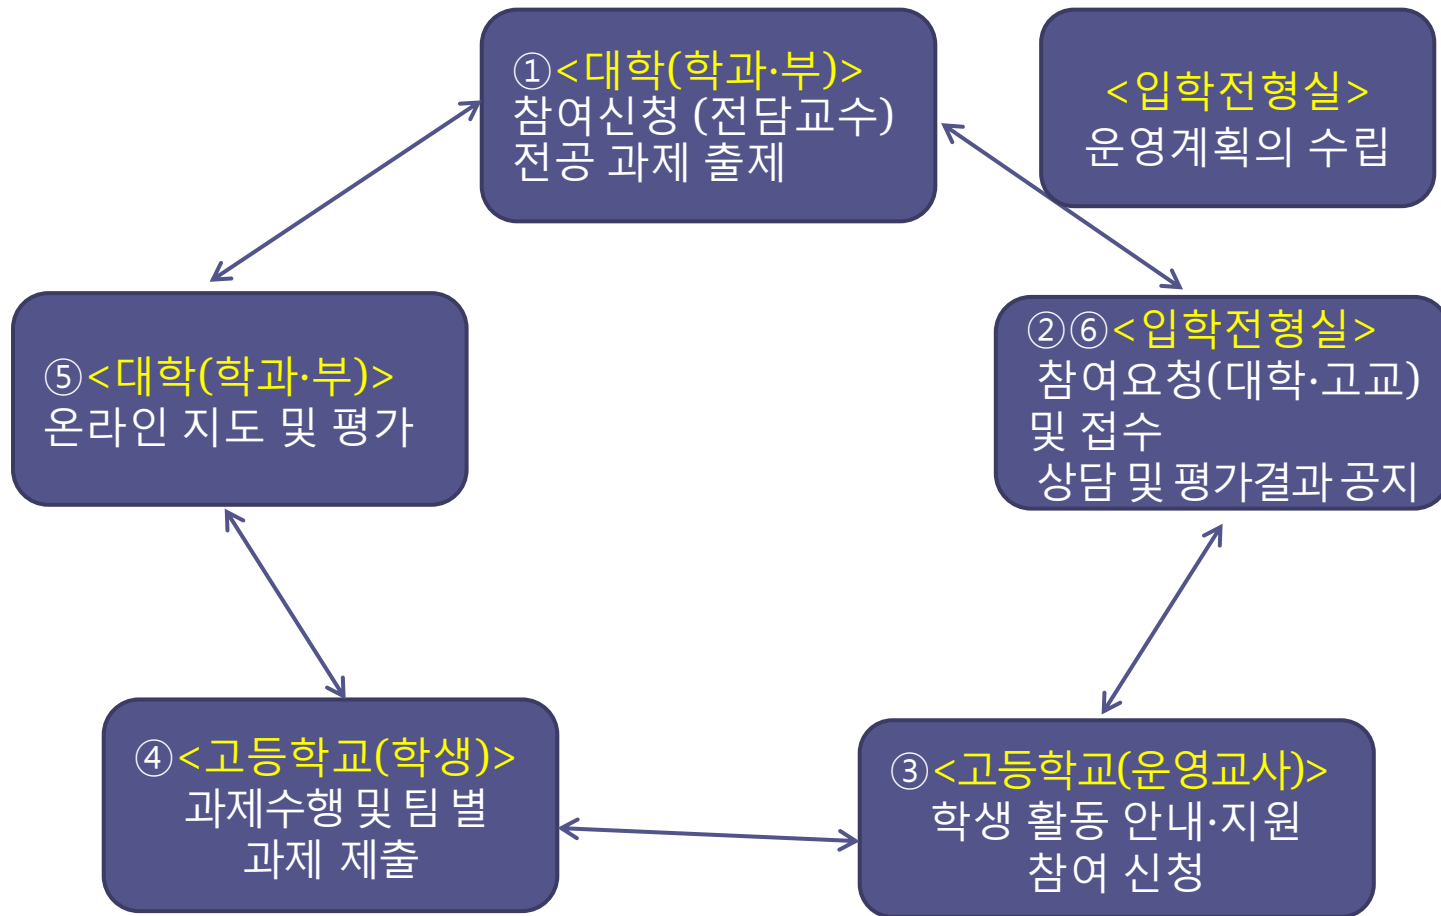 ①<대학(학과·부)>
참여신청 (전담교수)
전공 과제 출제
<입학전형실>
운영계획의 수립
②⑥<입학전형실>
참여요청(대학·고교)
및 접수
상담 및 평가결과 공지
⑤<대학(학과·부)>
온라인 지도 및 평가
④<고등학교(학생)>
과제수행 및 팀 별
과제 제출
③<고등학교(운영교사)>
학생 활동 안내·지원
참여 신청